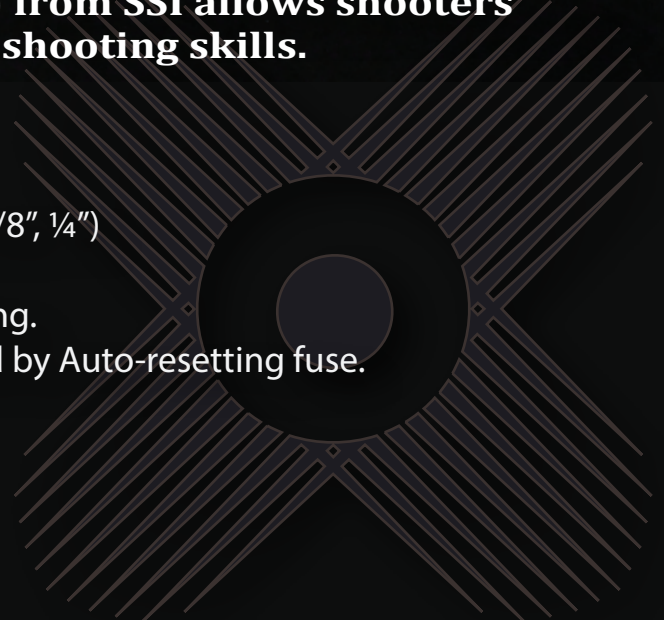 from SSI allows shooters
shooting skills.
/8”, ¼”)
ng.
by Auto-resetting fuse.